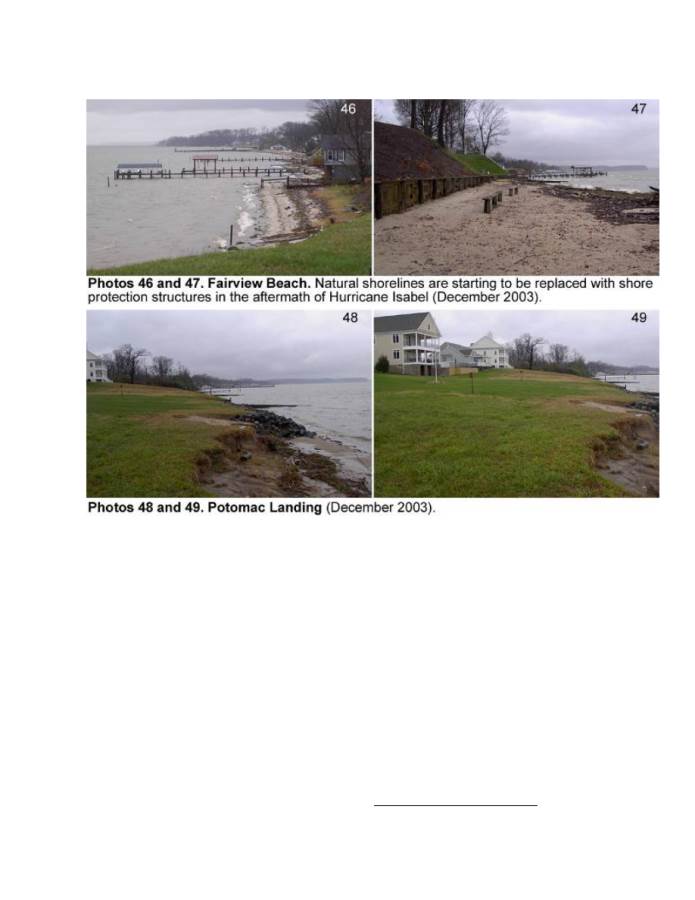 46
47
Photos 46 and 47. Fairview Beach. Natural shorelines are starting to be replaced with shore
protection structures in the aftermath of Hurricane Isabel (December 2003).
48
49
Photos 48 and 49. Potomac Landing (December 2003).